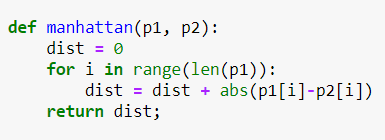 def manhattan(p1, p2):
    dist = 0
    for i in range(len(p1)):
        dist = dist + abs(p1[i]-p2[i])
    return dist;